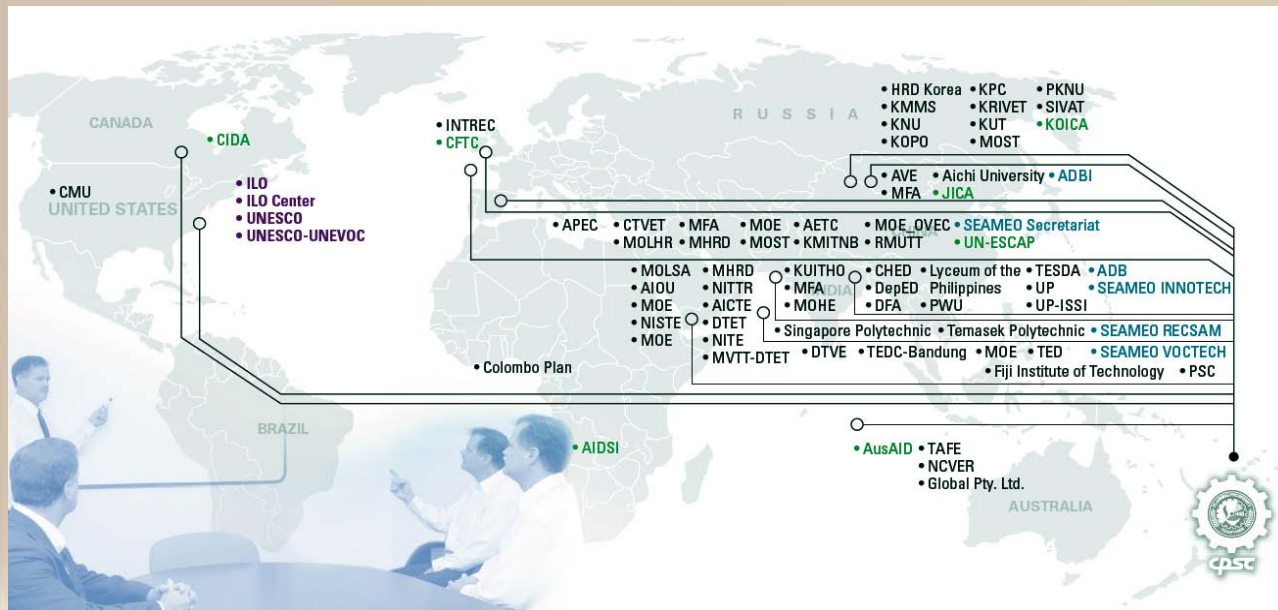 CANADA
• CIDA
• CMU
UNITED STATES
• ILO
• ILO Center
• UNESCO
• UNESCO-UNEVOC
• INTREC
• CFTC
RUSSIA
• HRD Korea • KPC • PKNU
• KMMS • KRIVET • SIVAT
• KNU • KUT • KOICA
• KOPO • MOST
• AVE • Aichi University • ADBI
• MFA • JICA
• APEC • CTVET • MFA • MOE • AETC • MOE OVEC • SEAMEO Secretariat
• MOLHR • MHRD • MOST • KMITNB • RMUTT • UN-ESCAP
• MOLSA • MHRD • KUITHO • CHED • Lyceum of the • TESDA • ADB
• AIOU • NITTR • MFA • DepED Philippines • UP • SEAMEO INNOTECH
• MOE • AICTE • MOHE INDIA • DFA • PWU • UP-ISSI
• NISTE • DTET • Singapore Polytechnic • Temasek Polytechnic • SEAMEO RECSAM
• MOE • NITE • DTVE • TEDC-Bandung • MOE • TED • SEAMEO VOCTECH
• MVTT-DTET
• Fiji Institute of Technology • PSC
• Colombo Plan
BRAZIL
• AIDSI
• AusAID • TAFE
• NCVER
• Global Pty. Ltd.
AUSTRALIA
cpsc